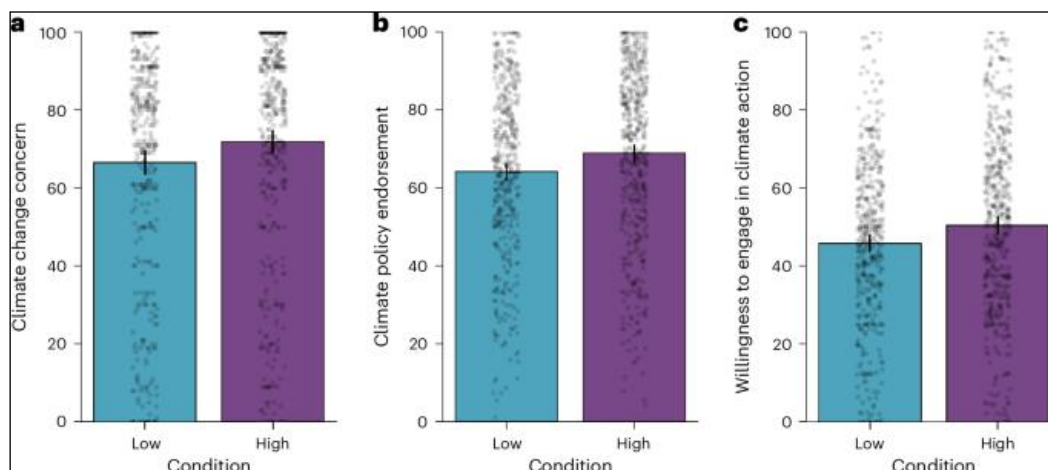 a
100
80
60
40
20
0
Climate change concern
Low
High
Condition
b
100
80
60
40
20
0
Climate policy endorsement
Low
High
Condition
c
100
80
60
40
20
0
Willingness to engage in climate action
Low
High
Condition